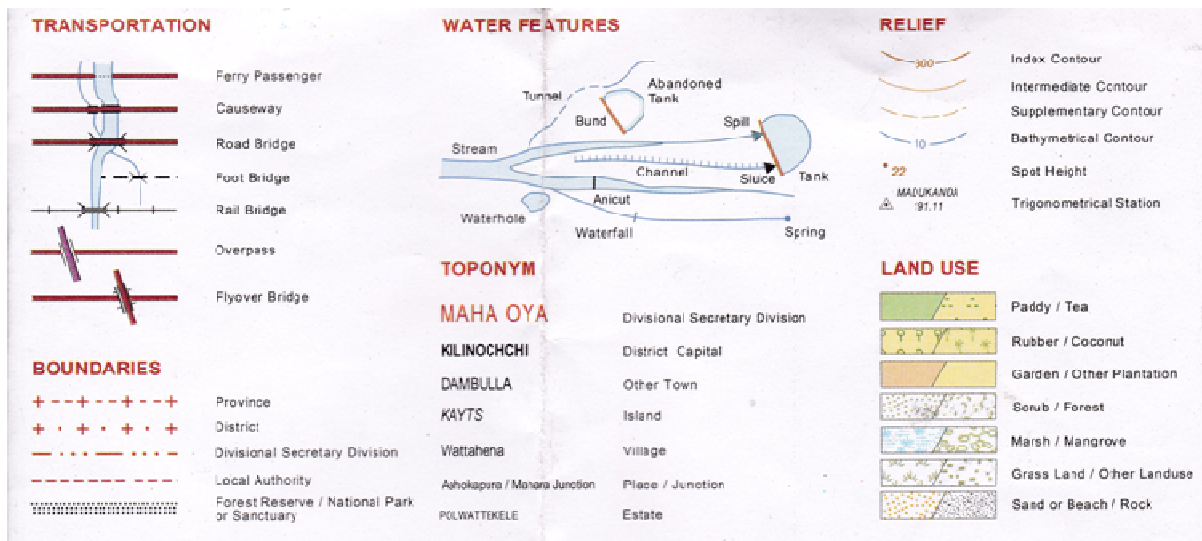 TRANSPORTATION
Ferry Passenger
Causeway
Road Bridge
Foot Bridge
Rail Bridge
Overpass
Flyover Bridge
BOUNDARIES
Province
District
Divisional Secretary Division
Local Authority
Forest Reserve / National Park
or Sanctuary
WATER FEATURES
Tunnel
Abandoned
Tank
Bund
Spill
Stream
Channel
Sluice
Tank
Anicut
Waterhole
Waterfall
Spring
TOPONYM
MAHA OYA Divisional Secretary Division
KILINOCHCHI District Capital
DAMBULLA Other Town
KAYTS Island
Wattahena Village
Ashokapura / Mahara Junction Place / Junction
POLWATTEKELE Estate
RELIEF
300 Index Contour
Intermediate Contour
Supplementary Contour
10 Bathymetrical Contour
22 Spot Height
MADUKANDA
'91.11 Trigonometrical Station
LAND USE
Paddy / Tea
Rubber / Coconut
Garden / Other Plantation
Scrub / Forest
Marsh / Mangrove
Grass Land / Other Landuse
Sand or Beach / Rock